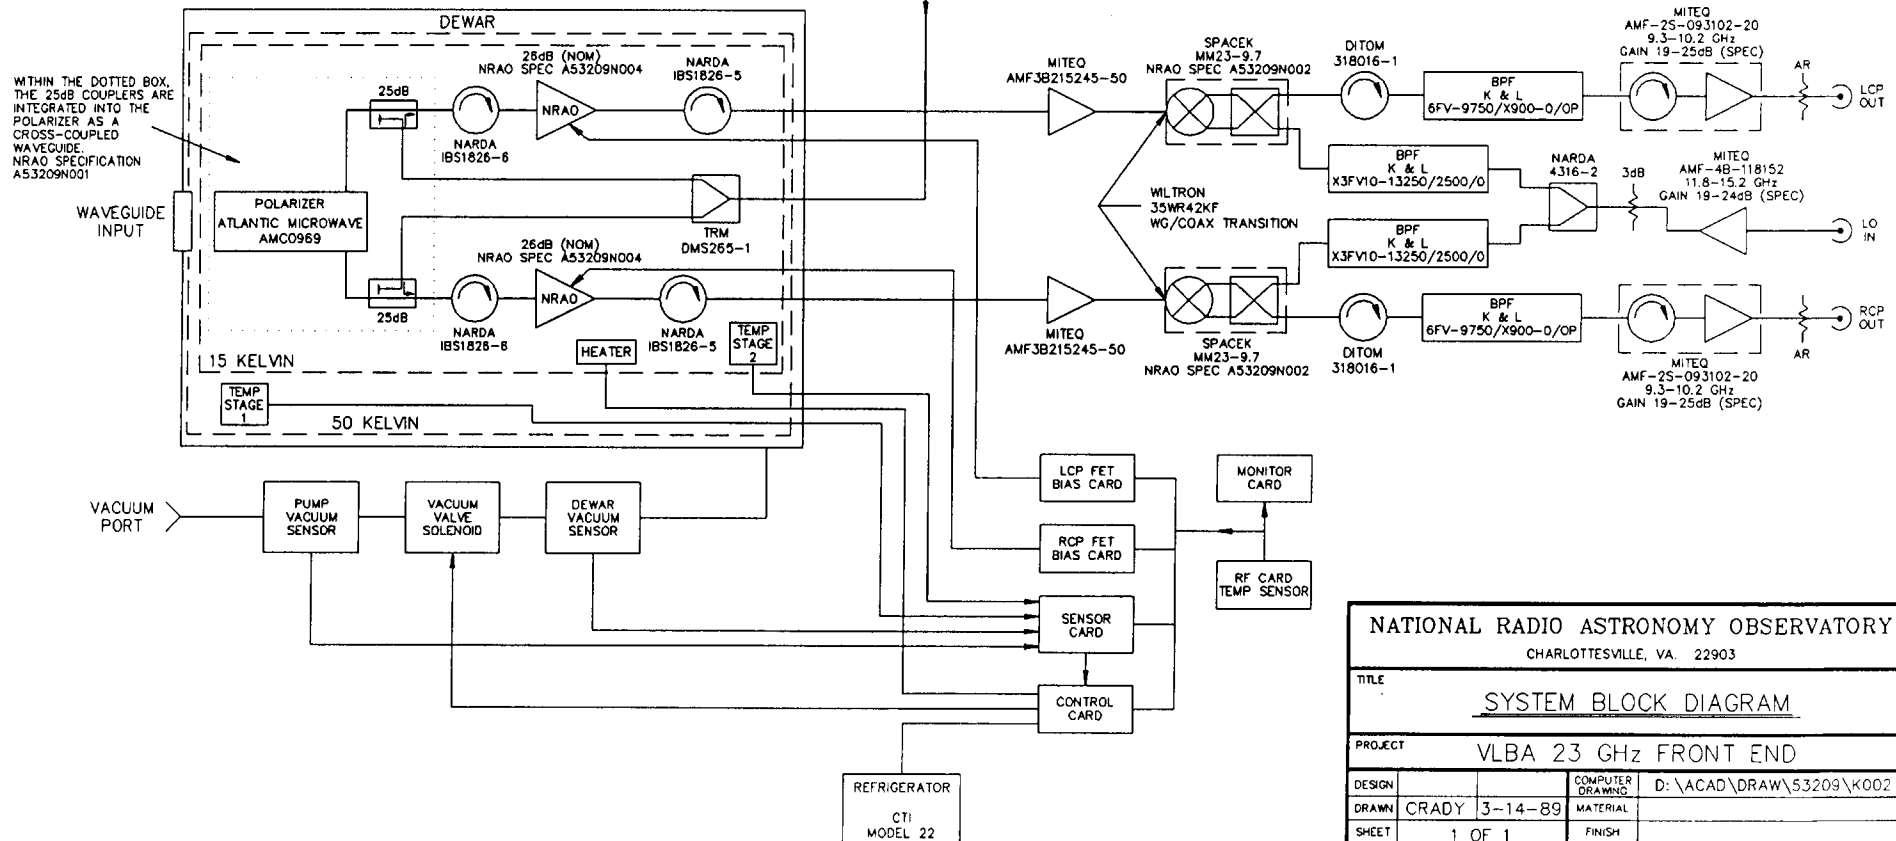 DEWAR
WITHIN THE DOTTED BOX,
THE 25dB COUPLERS ARE
INTEGRATED INTO THE
POLARIZER AS A
CROSS-COUPLED
WAVEGUIDE.
NRAO SPECIFICATION
A53209N001
WAVEGUIDE
INPUT
POLARIZER
ATLANTIC MICROWAVE
AMC0969
25dB
25dB
NARDA
IBS1826-6
26dB (NOM)
NRAO SPEC A53209N004
NRAO
NARDA
IBS1826-5
TRM
DMS265-1
26dB (NOM)
NRAO SPEC A53209N004
NRAO
NARDA
IBS1826-6
NARDA
IBS1826-5
HEATER
TEMP
STAGE
2
15 KELVIN
TEMP
STAGE
1
50 KELVIN
MITEQ
AMF3B215245-50
SPACEK
MM23-9.7
NRAO SPEC A53209N002
DITOM
318016-1
BPF
K & L
6FV-9750/X900-0/OP
MITEQ
AMF-2S-093102-20
9.3-10.2 GHz
GAIN 19-25dB (SPEC)
AR
LCP
OUT
BPF
K & L
X3FV10-13250/2500/0
NARDA
4316-2
3dB
MITEQ
AMF-4B-118152
11.8-15.2 GHz
GAIN 19-24dB (SPEC)
LO
IN
WILTRON
35WR42KF
WG/COAX TRANSITION
BPF
K & L
X3FV10-13250/2500/0
MITEQ
AMF3B215245-50
SPACEK
MM23-9.7
NRAO SPEC A53209N002
DITOM
318016-1
BPF
K & L
6FV-9750/X900-0/OP
MITEQ
AMF-2S-093102-20
9.3-10.2 GHz
GAIN 19-25dB (SPEC)
AR
RCP
OUT
VACUUM
PORT
PUMP
VACUUM
SENSOR
VACUUM
VALVE
SOLENOID
DEWAR
VACUUM
SENSOR
LCP FET
BIAS CARD
MONITOR
CARD
RCP FET
BIAS CARD
RF CARD
TEMP SENSOR
SENSOR
CARD
CONTROL
CARD
REFRIGERATOR
CTI
MODEL 22
NATIONAL RADIO ASTRONOMY OBSERVATORY
CHARLOTTESVILLE, VA. 22903
TITLE
SYSTEM BLOCK DIAGRAM
PROJECT
VLBA 23 GHz FRONT END
DESIGN
COMPUTER
DRAWING
D:\ACAD\DRAW\53209\K002
DRAWN CRADY 3-14-89 MATERIAL
SHEET 1 OF 1 FINISH